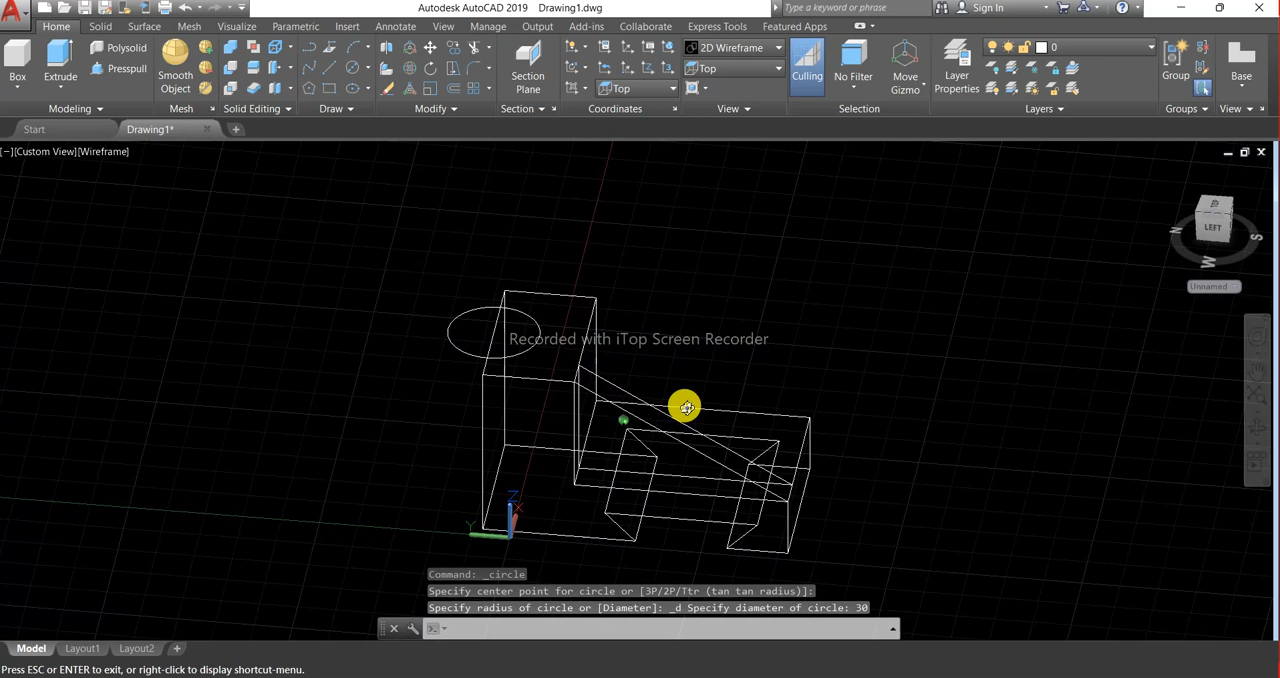 Autodesk AutoCAD 2019 Drawing1.dwg
Type a keyword or phrase
Sign In
Home Solid Surface Mesh Visualize Parametric Insert Annotate View Manage Output Add-ins Collaborate Express Tools Featured Apps
Box
Extrude
Polysolid
Presspull
Smooth
Object
Section
Plane
2D Wireframe
Top
Top
Culling
No Filter
Move
Gizmo
Layer
Properties
0
Group
Base
Modeling Mesh Solid Editing Draw Modify Section Coordinates View Selection Layers Groups View
Start Drawing1*
[−][Custom View][Wireframe]
LEFT
N
S
W
Unnamed
Recorded with iTop Screen Recorder
Z
X
Y
Command: _circle
Specify center point for circle or [3P/2P/Ttr (tan tan radius)]:
Specify radius of circle or [Diameter]: _d Specify diameter of circle: 30
Model Layout1 Layout2
Press ESC or ENTER to exit, or right-click to display shortcut-menu.